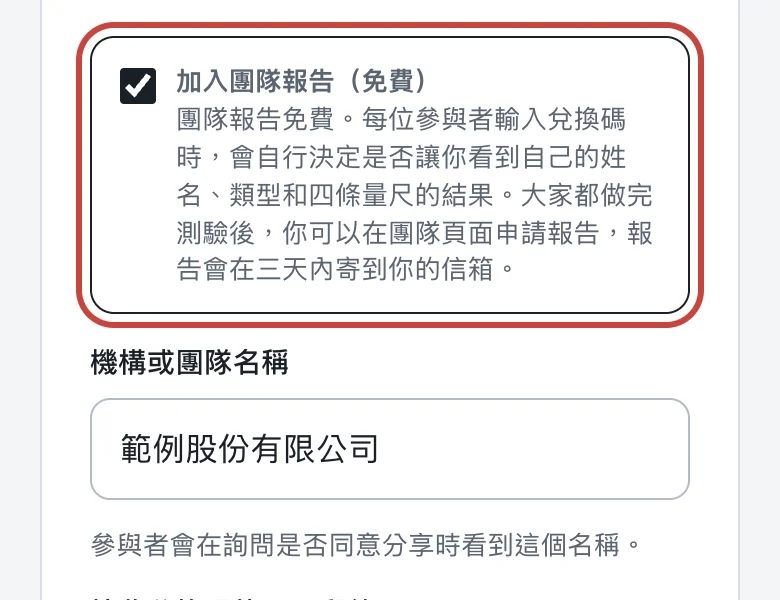 加入團隊報告（免費）
團隊報告免費。每位參與者輸入兌換碼
時，會自行決定是否讓你看到自己的姓
名、類型和四條量尺的結果。大家都做完
測驗後，你可以在團隊頁面申請報告，報
告會在三天內寄到你的信箱。
機構或團隊名稱
範例股份有限公司
參與者會在詢問是否同意分享時看到這個名稱。